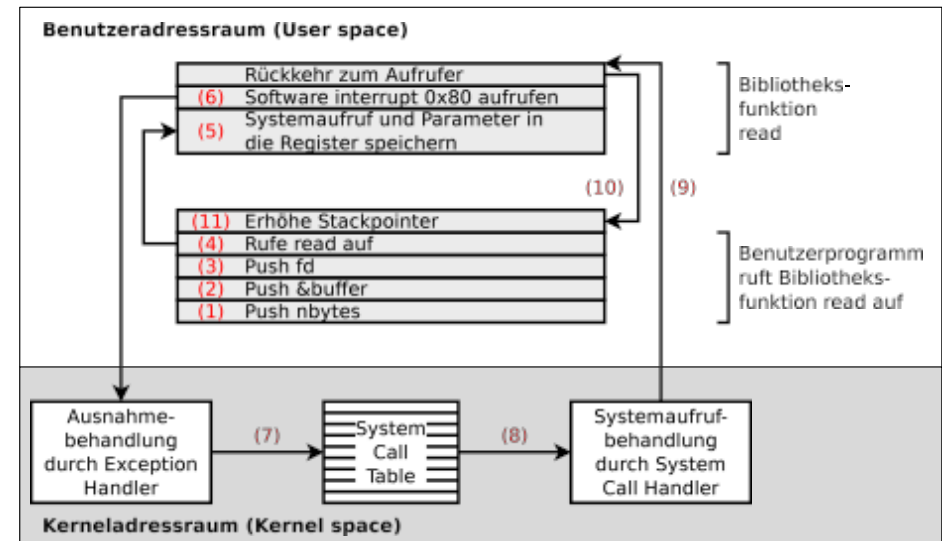 Benutzeradressraum (User space)
Rückkehr zum Aufrufer
(6) Software interrupt 0x80 aufrufen
(5) Systemaufruf und Parameter in
die Register speichern
Bibliotheks-
funktion
read
(10) (9)
(11) Erhöhe Stackpointer
(4) Rufe read auf
(3) Push fd
(2) Push &buffer
(1) Push nbytes
Benutzerprogramm
ruft Bibliotheks-
funktion read auf
Ausnahme-
behandlung
durch Exception
Handler
(7)
System
Call
Table
(8)
Systemaufruf-
behandlung
durch System
Call Handler
Kerneladressraum (Kernel space)